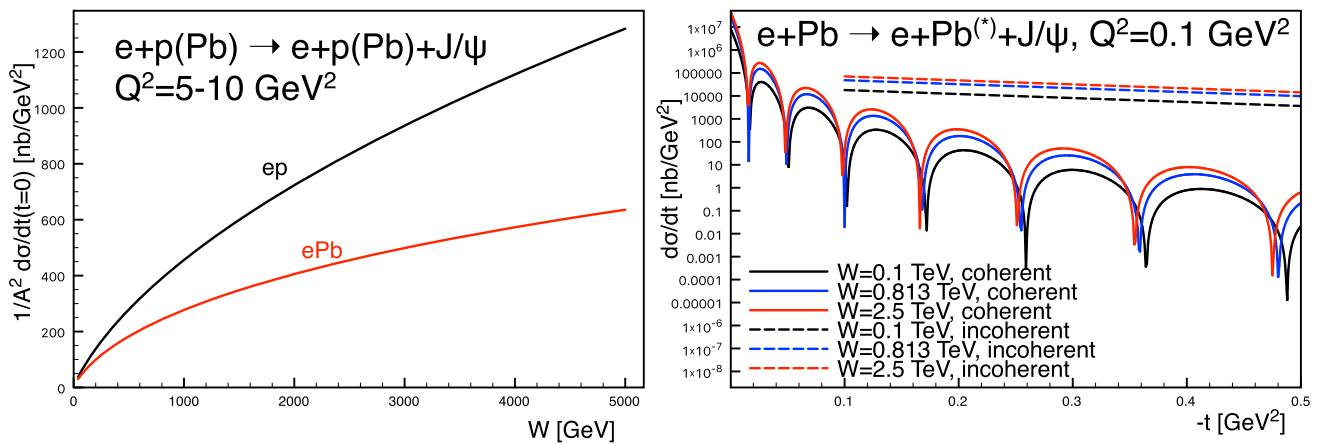 e+p(Pb) → e+p(Pb)+J/ψ
Q²=5-10 GeV²
1/A² dσ/dt(t=0) [nb/GeV²]
1200
1000
800
600
400
200
0
ep
ePb
0
1000
2000
3000
4000
5000
W [GeV]
e+Pb → e+Pb⁽*⁾+J/ψ, Q²=0.1 GeV²
dσ/dt [nb/GeV²]
1×10⁷
1×10⁶
100000
10000
1000
100
10
1
0.1
0.01
0.001
0.0001
0.00001
1×10⁻⁶
1×10⁻⁷
1×10⁻⁸
W=0.1 TeV, coherent
W=0.813 TeV, coherent
W=2.5 TeV, coherent
W=0.1 TeV, incoherent
W=0.813 TeV, incoherent
W=2.5 TeV, incoherent
0.1
0.2
0.3
0.4
0.5
-t [GeV²]